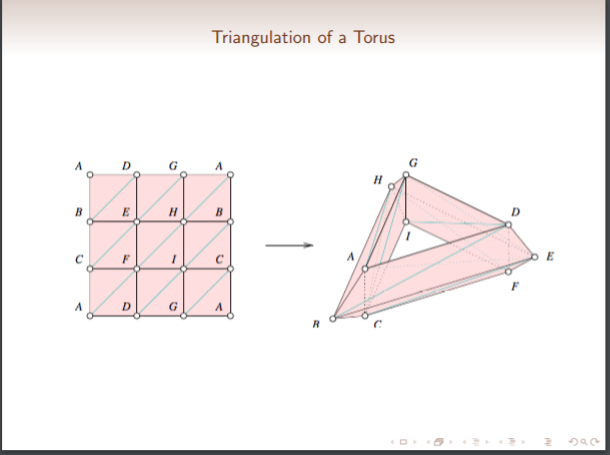 Triangulation of a Torus
A D G A
B E H B
C F I C
A D G A
G
H
D
I
A
E
F
B
C